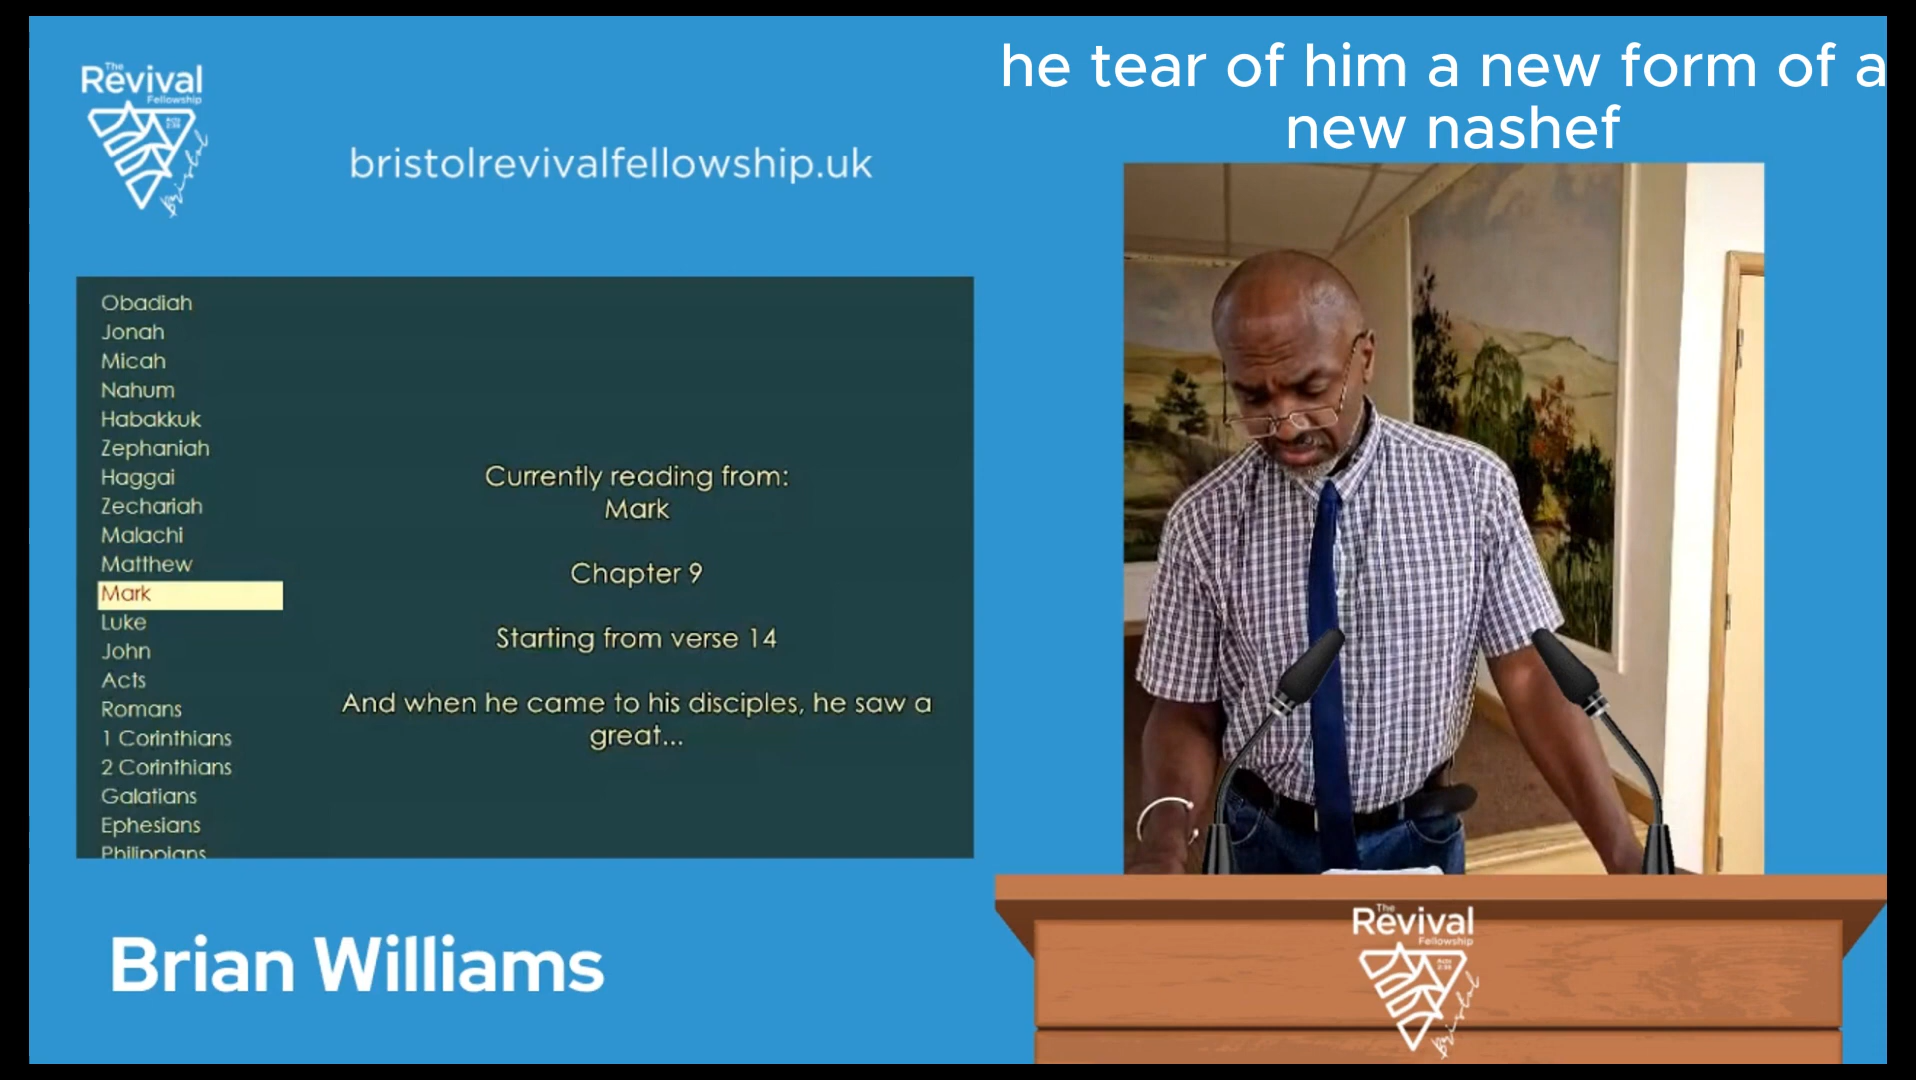 The
Revival
Fellowship
Bristol
bristolrevivalfellowship.uk
he tear of him a new form of a
new nashef
Obadiah
Jonah
Micah
Nahum
Habakkuk
Zephaniah
Haggai
Zechariah
Malachi
Matthew
Mark
Luke
John
Acts
Romans
1 Corinthians
2 Corinthians
Galatians
Ephesians
Philippians
Currently reading from:
Mark
Chapter 9
Starting from verse 14
And when he came to his disciples, he saw a
great...
Brian Williams
The
Revival
Fellowship
Bristol